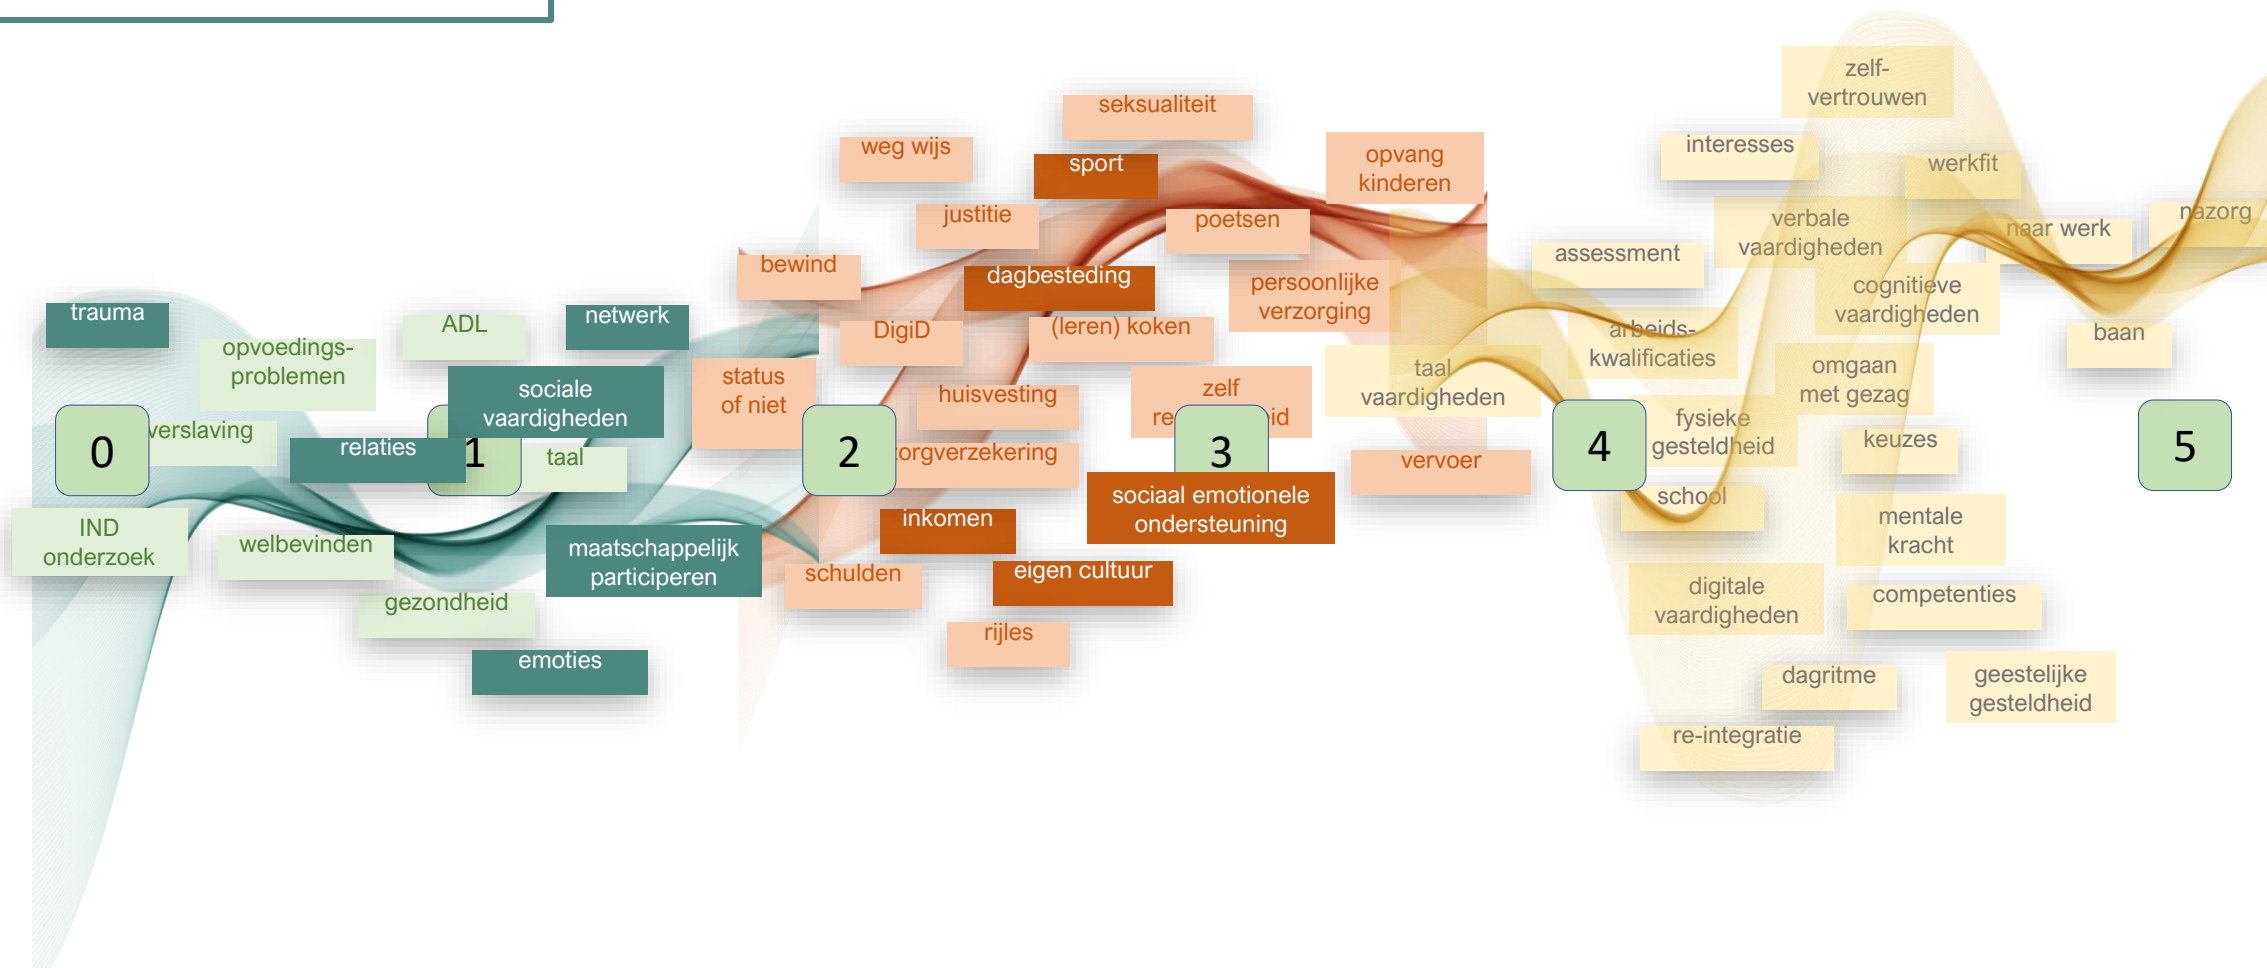 trauma
opvoedings-
problemen
ADL
netwerk
sociale
vaardigheden
0
verslaving
relaties
1
taal
IND
onderzoek
welbevinden
maatschappelijk
participeren
gezondheid
emoties
seksualiteit
weg wijs
sport
opvang
kinderen
justitie
poetsen
bewind
dagbesteding
persoonlijke
verzorging
DigiD
(leren) koken
status
of niet
huisvesting
zelf
2
3
vervoer
sociaal emotionele
ondersteuning
inkomen
schulden
eigen cultuur
rijles
zelf-
vertrouwen
interesses
werkfit
verbale
vaardigheden
naar werk
nazorg
assessment
cognitieve
vaardigheden
arbeids-
kwalificaties
baan
taal
vaardigheden
omgaan
met gezag
4
fysieke
gesteldheid
keuzes
5
school
mentale
kracht
digitale
vaardigheden
competenties
dagritme
geestelijke
gesteldheid
re-integratie